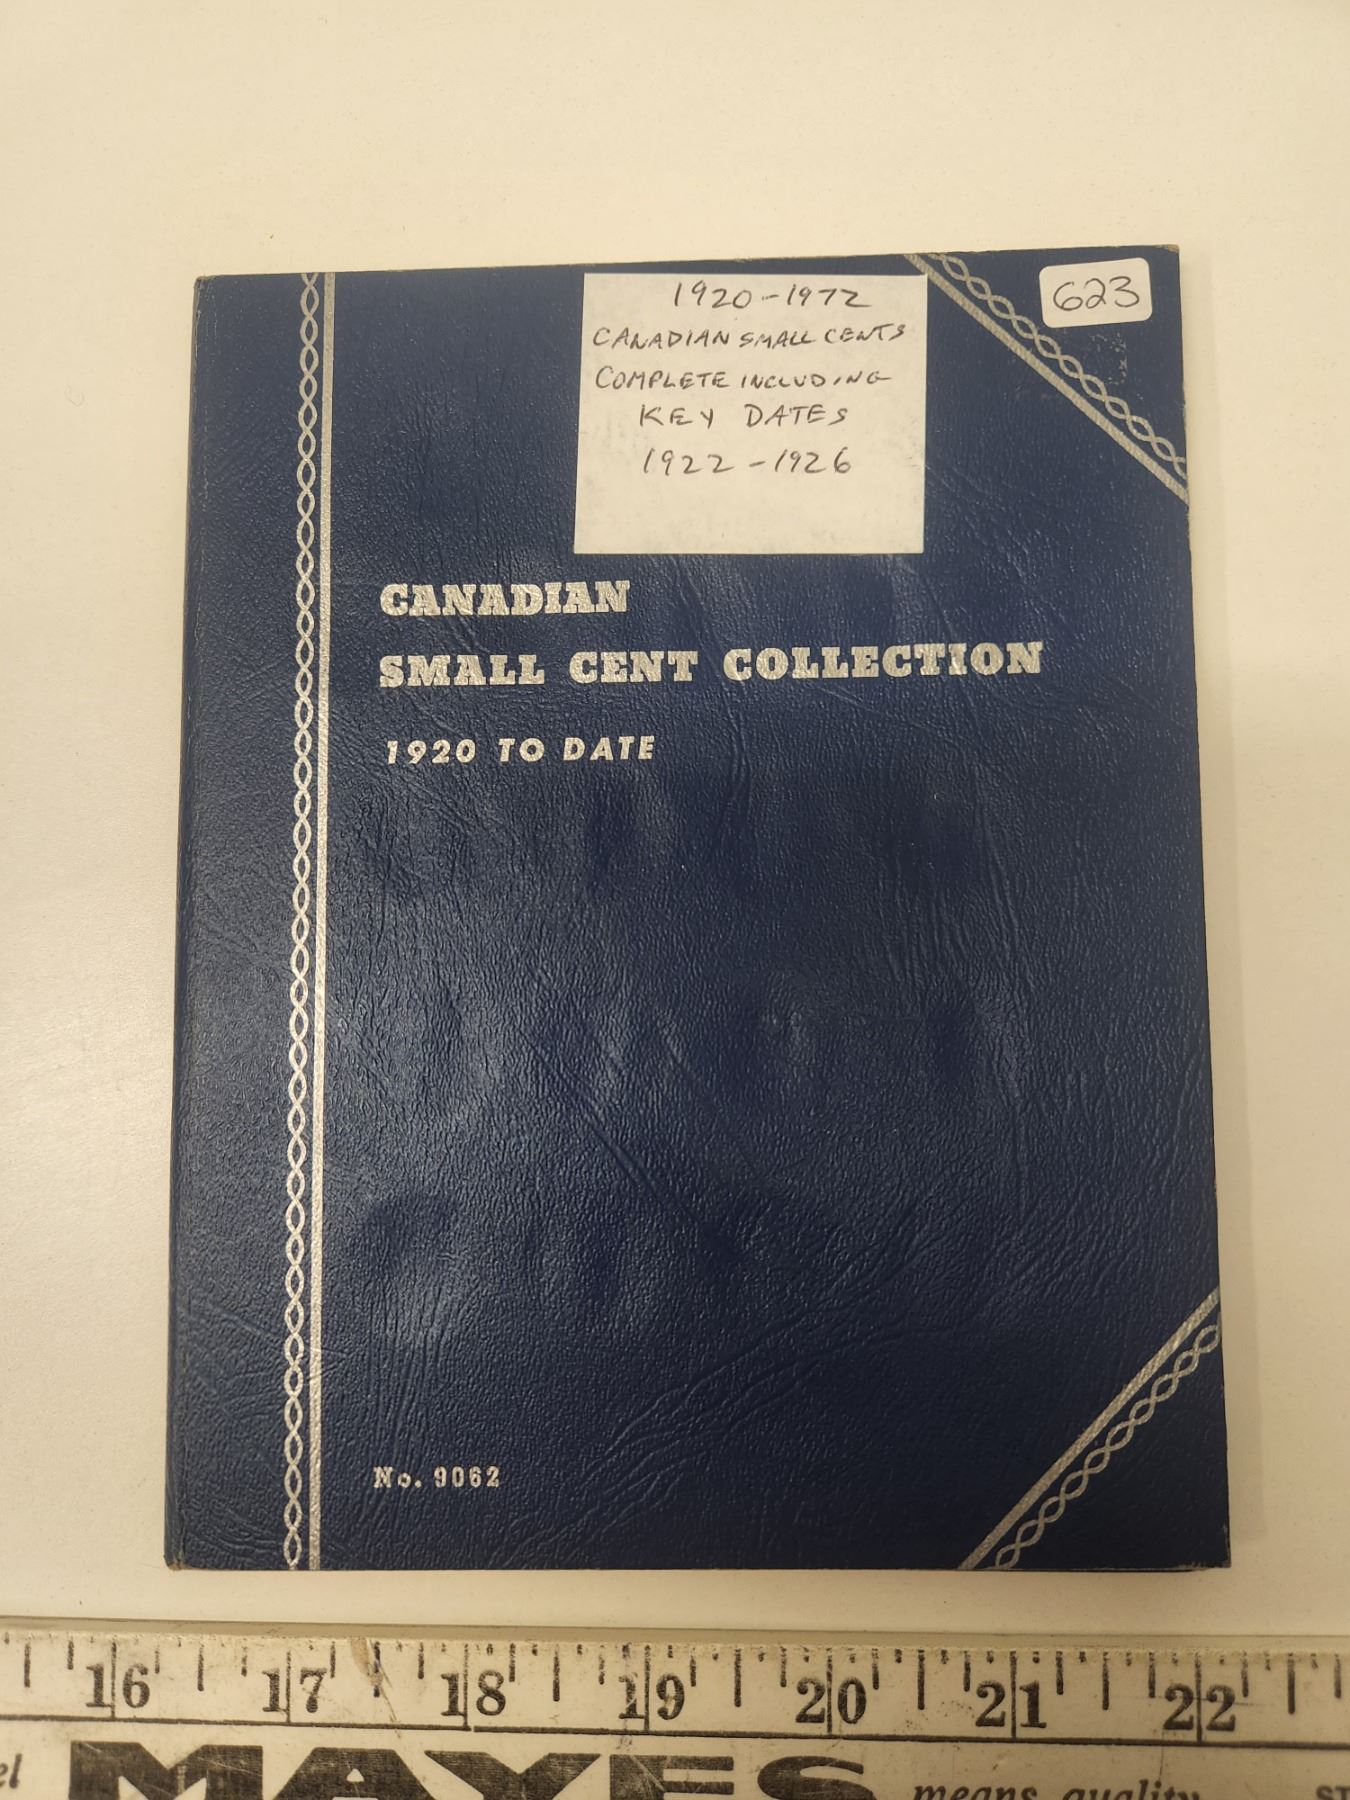 623
1920-1972
CANADIAN SMALL CENTS
COMPLETE INCLUDING
KEY DATES
1922-1926
CANADIAN
SMALL CENT COLLECTION
1920 TO DATE
No. 9062
16 17 18 19 20 21 22
MAYES means quality